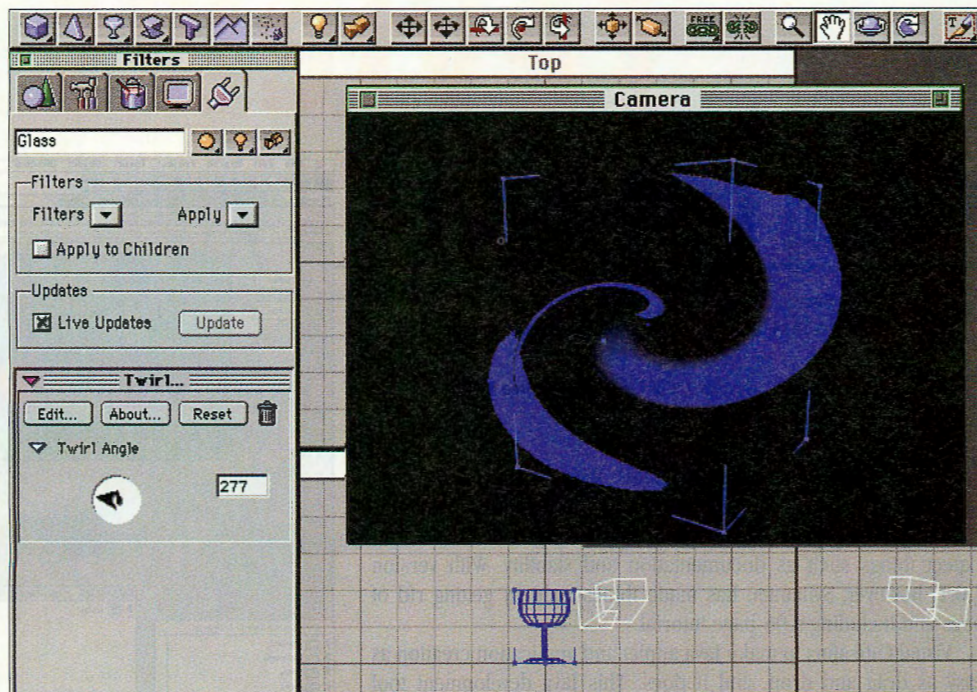 FREE
Filters
Top
Camera
Glass
Filters
Filters
Apply
Apply to Children
Updates
Live Updates
Update
Twirl...
Edit...
About...
Reset
Twirl Angle
277